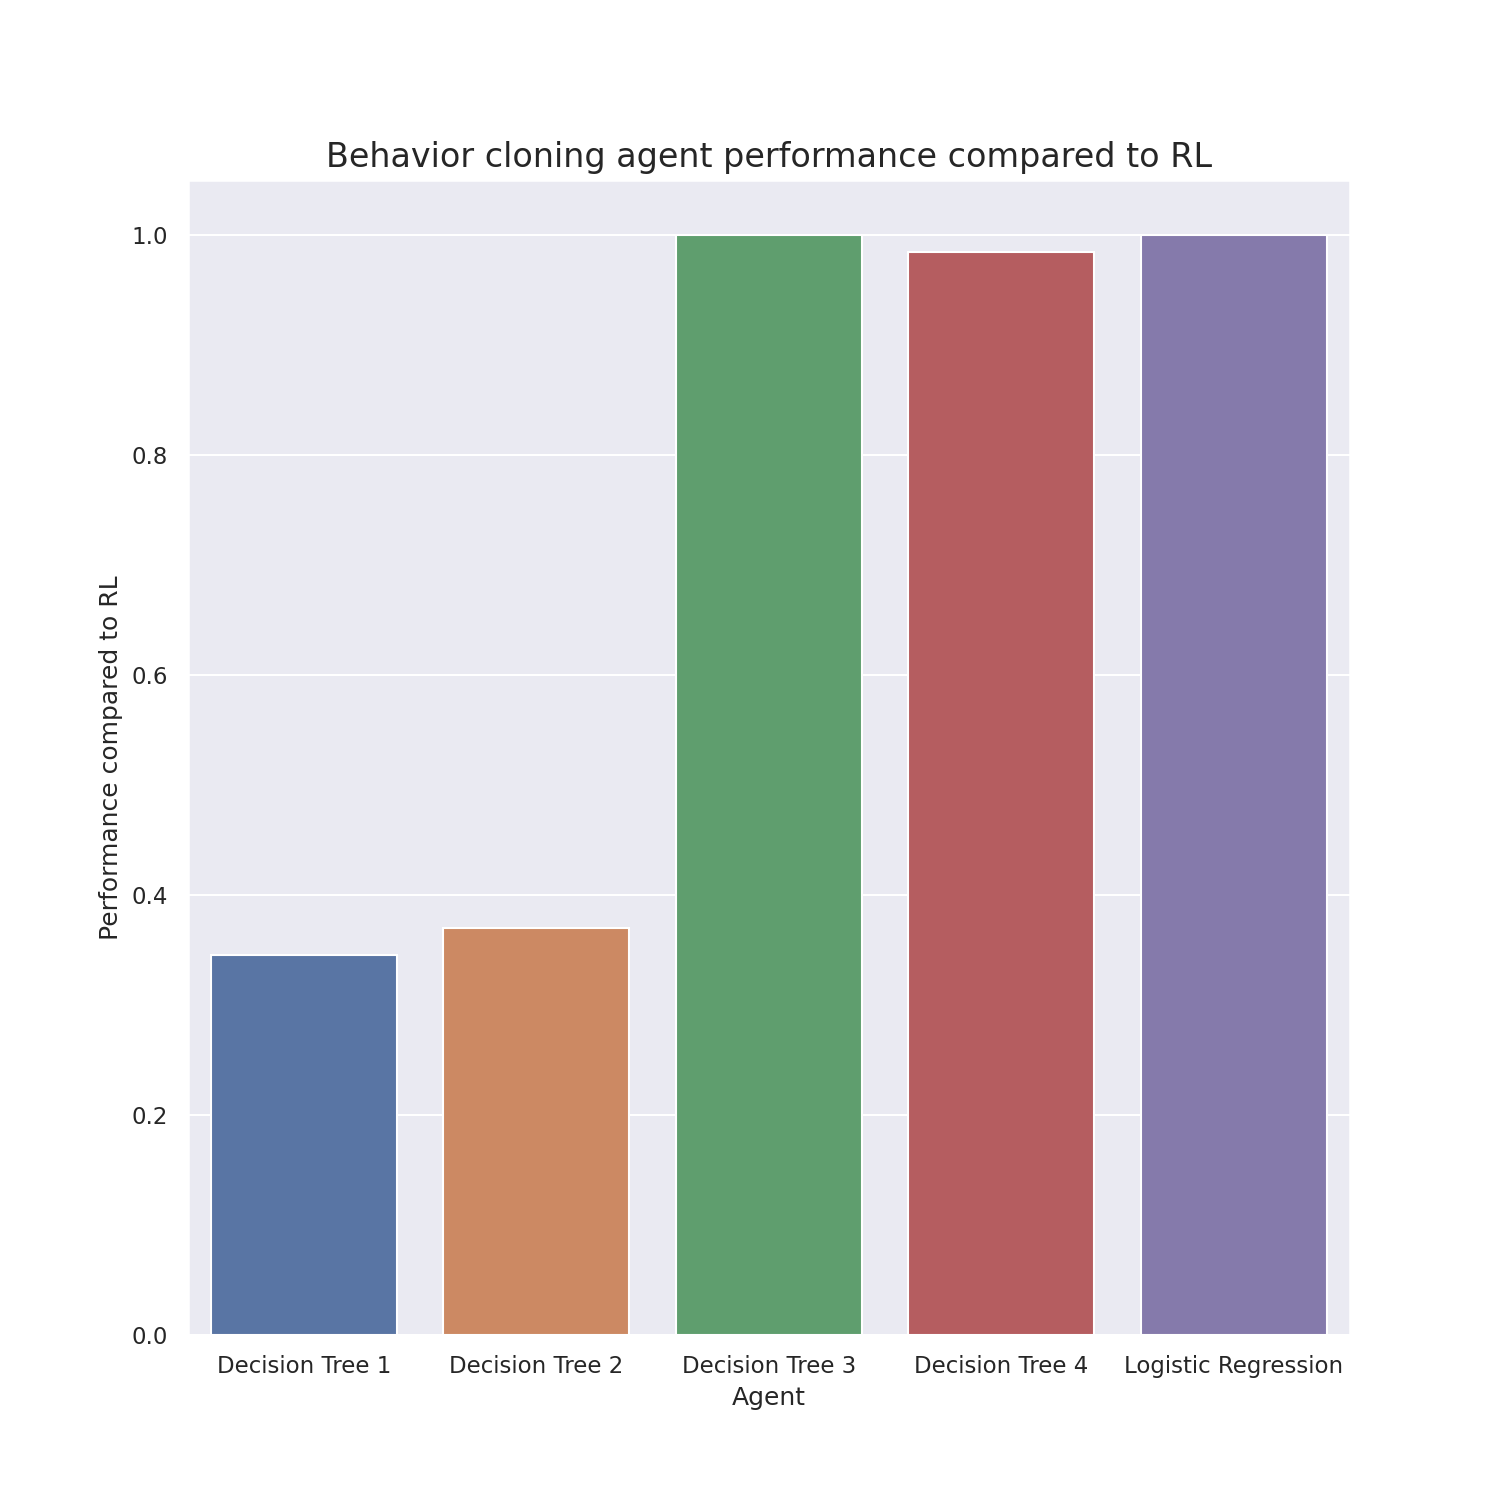 Behavior cloning agent performance compared to RL
Performance compared to RL
1.0
0.8
0.6
0.4
0.2
0.0
Decision Tree 1
Decision Tree 2
Decision Tree 3
Decision Tree 4
Logistic Regression
Agent